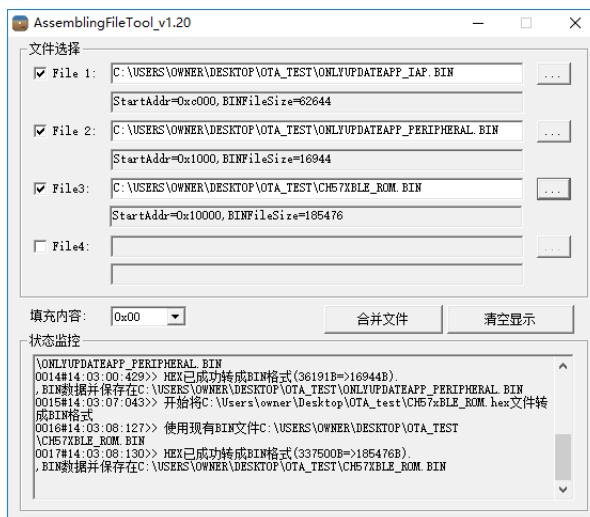 AssemblingFileTool_v1.20
文件选择
File 1: C:\USERS\OWNER\DESKTOP\OTA_TEST\ONLYUPDATEAPP_IAP.BIN ...
StartAddr=0xc000,BINFileSize=62644
File 2: C:\USERS\OWNER\DESKTOP\OTA_TEST\ONLYUPDATEAPP_PERIPHERAL.BIN ...
StartAddr=0x1000,BINFileSize=16944
File3: C:\USERS\OWNER\DESKTOP\OTA_TEST\CH57XBLE_ROM.BIN ...
StartAddr=0x10000,BINFileSize=185476
File4: ...
填充内容: 0x00 合并文件 清空显示
状态监控
\ONLYUPDATEAPP_PERIPHERAL.BIN
0014#14:03:00:429>> HEX已成功转成BIN格式(36191B=>16944B).
,BIN数据并保存在C:\USERS\OWNER\DESKTOP\OTA_TEST\ONLYUPDATEAPP_PERIPHERAL.BIN
0015#14:03:07:043>> 开始将C:\Users\owner\Desktop\OTA_test\CH57xBLE_ROM.hex文件转
成BIN格式
0016#14:03:08:127>> 使用现有BIN文件C:\USERS\OWNER\DESKTOP\OTA_TEST
\CH57XBLE_ROM.BIN
0017#14:03:08:130>> HEX已成功转成BIN格式(337500B=>185476B).
,BIN数据并保存在C:\USERS\OWNER\DESKTOP\OTA_TEST\CH57XBLE_ROM.BIN